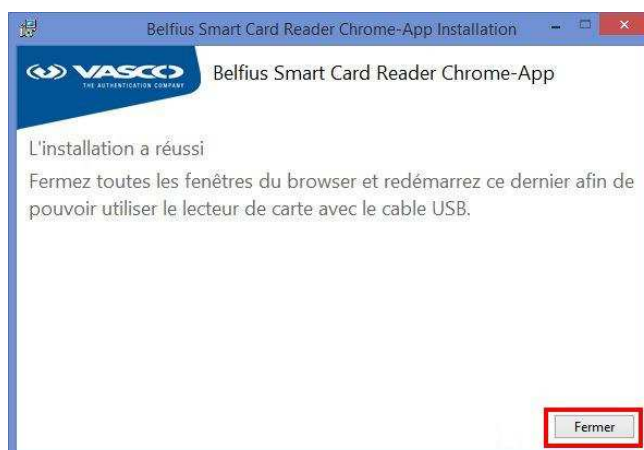 Belfius Smart Card Reader Chrome-App Installation
VASCO
THE AUTHENTICATION COMPANY
Belfius Smart Card Reader Chrome-App
L'installation a réussi
Fermez toutes les fenêtres du browser et redémarrez ce dernier afin de
pouvoir utiliser le lecteur de carte avec le cable USB.
Fermer